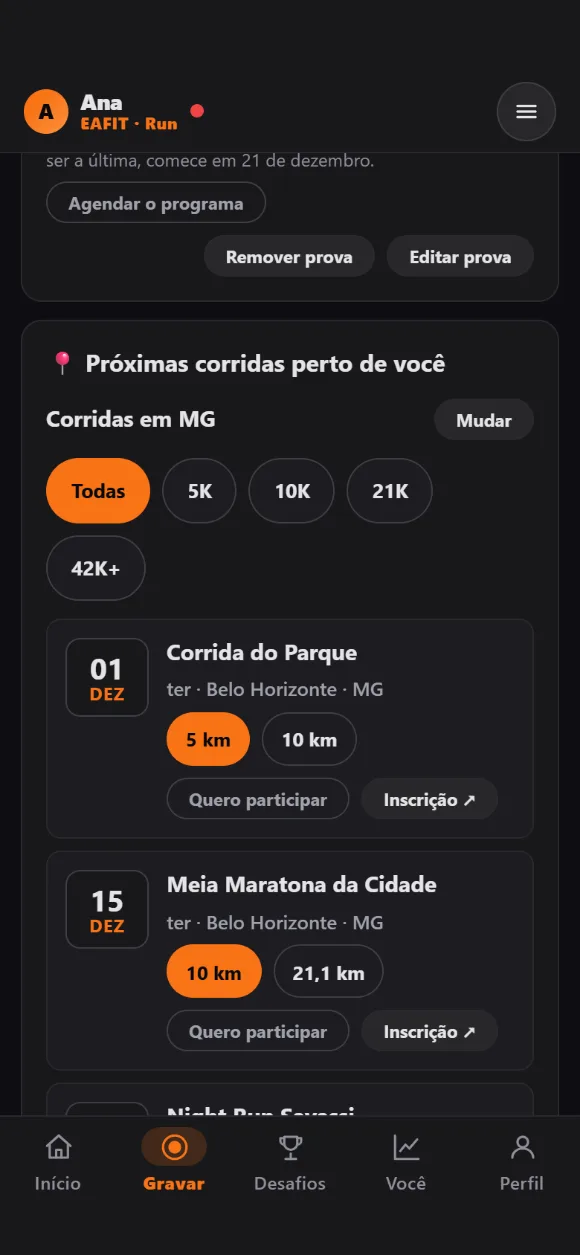 A
Ana
EAFIT · Run
ser a última, comece em 21 de dezembro.
Agendar o programa
Remover prova
Editar prova
📍 Próximas corridas perto de você
Corridas em MG
Mudar
Todas
5K
10K
21K
42K+
01
DEZ
Corrida do Parque
ter · Belo Horizonte · MG
5 km
10 km
Quero participar
Inscrição ↗
15
DEZ
Meia Maratona da Cidade
ter · Belo Horizonte · MG
10 km
21,1 km
Quero participar
Inscrição ↗
Night Run Savassi
Início
Gravar
Desafios
Você
Perfil